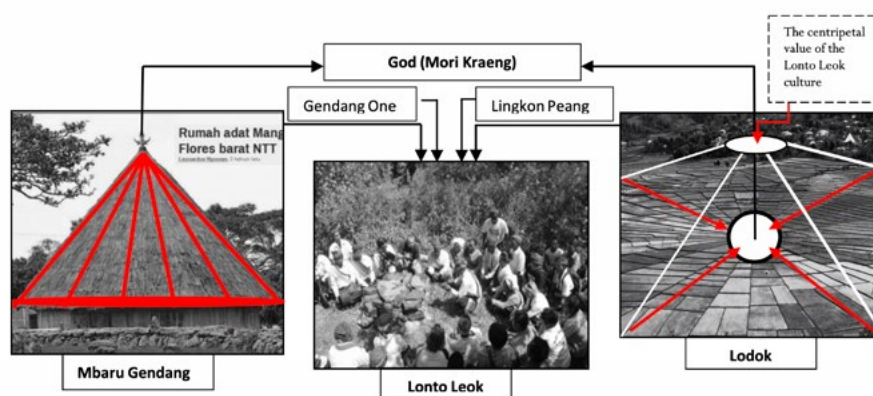 God (Mori Kraeng)
The centripetal
value of the
Lonto Leok
culture
Gendang One
Lingkon Peang
Rumah adat Mang
Flores barat NTT
Mbaru Gendang
Lonto Leok
Lodok